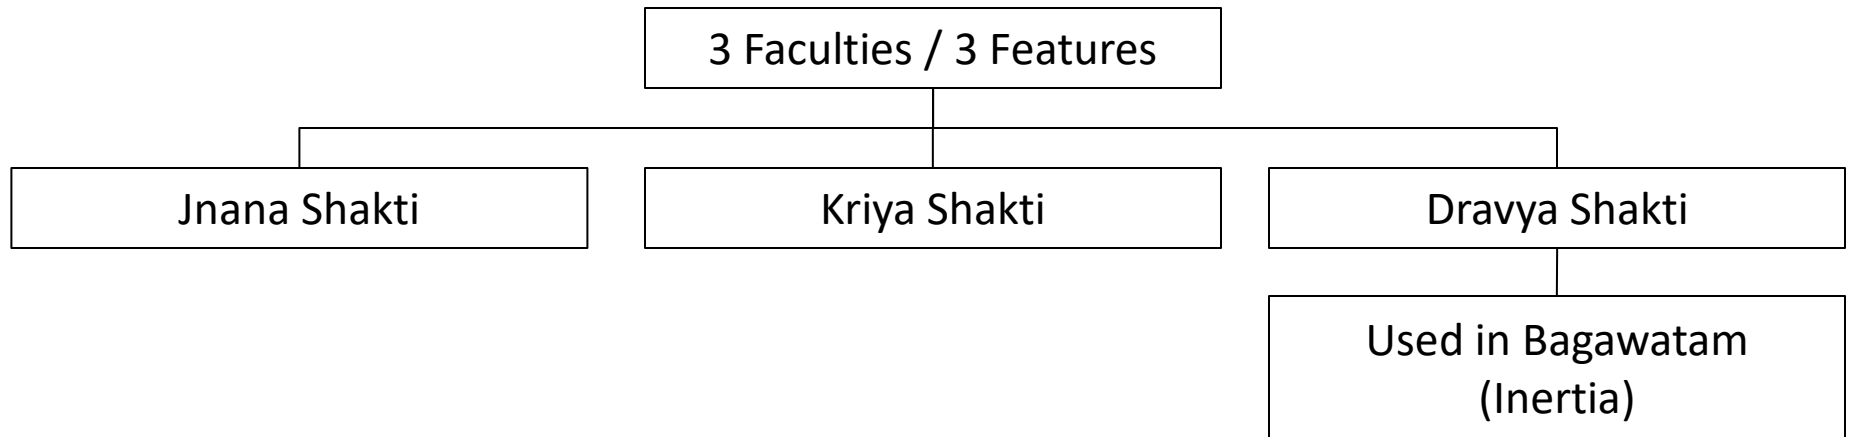 3 Faculties / 3 Features
Jnana Shakti
Kriya Shakti
Dravya Shakti
Used in Bagawatam
(Inertia)